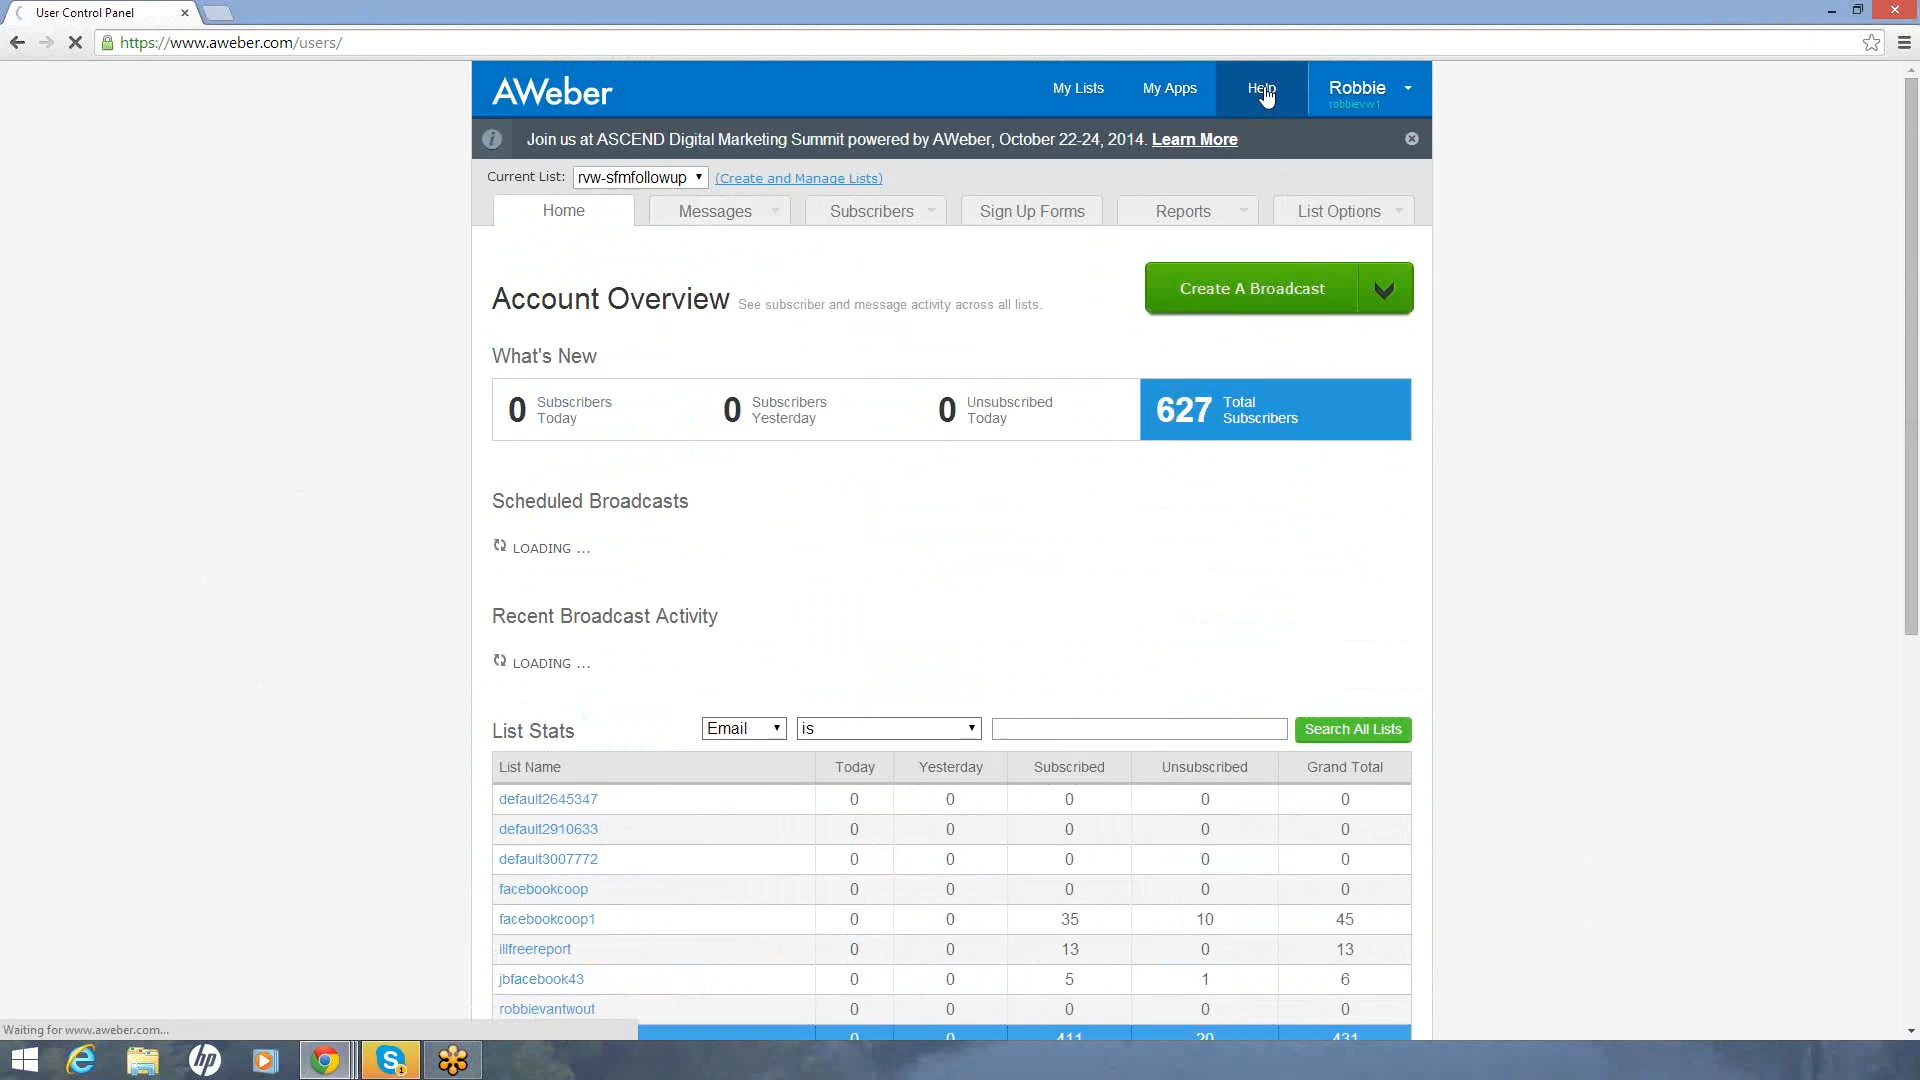 User Control Panel
https://www.aweber.com/users/
AWeber
My Lists
My Apps
Help
Robbie
robbievw1
Join us at ASCEND Digital Marketing Summit powered by AWeber, October 22-24, 2014. Learn More
Current List: rvw-sfmfollowup (Create and Manage Lists)
Home
Messages
Subscribers
Sign Up Forms
Reports
List Options
Account Overview See subscriber and message activity across all lists.
Create A Broadcast
What's New
0 Subscribers Today
0 Subscribers Yesterday
0 Unsubscribed Today
627 Total Subscribers
Scheduled Broadcasts
LOADING ...
Recent Broadcast Activity
LOADING ...
List Stats Email is Search All Lists
List Name Today Yesterday Subscribed Unsubscribed Grand Total
default2645347 0 0 0 0 0
default2910633 0 0 0 0 0
default3007772 0 0 0 0 0
facebookcoop 0 0 0 0 0
facebookcoop1 0 0 35 10 45
illfreereport 0 0 13 0 13
jbfacebook43 0 0 5 1 6
robbievantwout 0 0 0 0 0
0 0 411 20 431
Waiting for www.aweber.com...